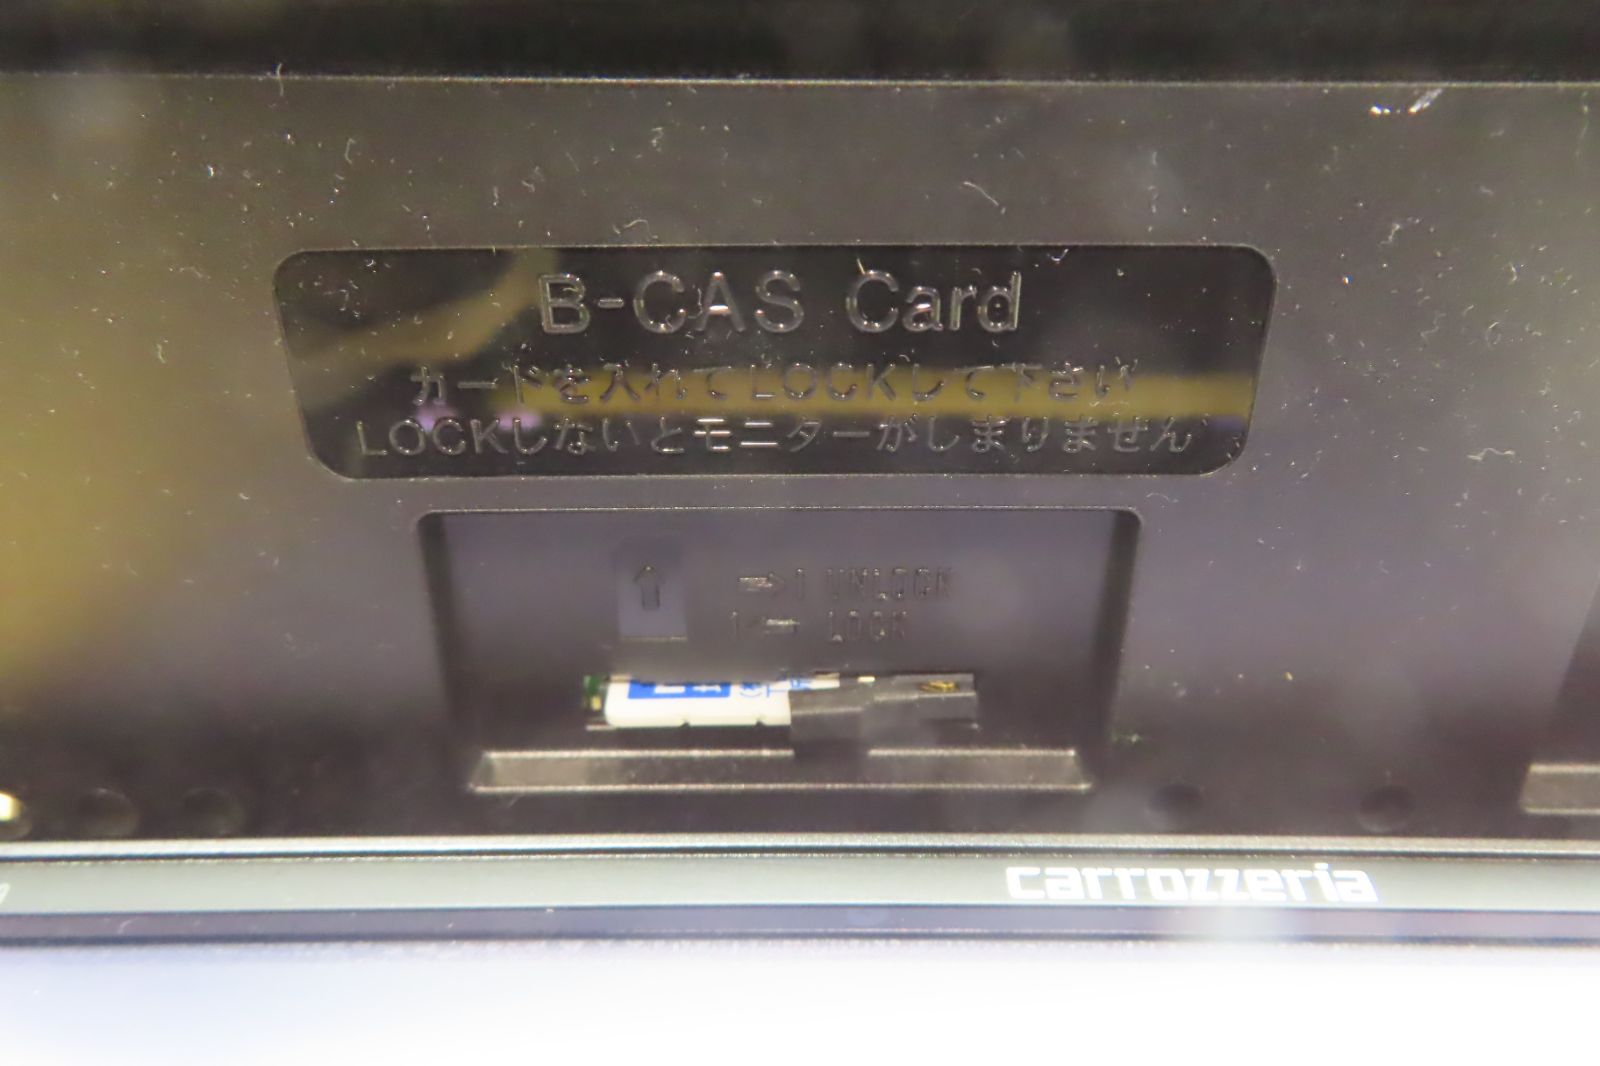 B-CAS Card
カードを入れてLOCKして下さい
LOCKしないとモニターがしまりません
⇨1 UNLOCK
1⇦ LOCK
carrozzeria